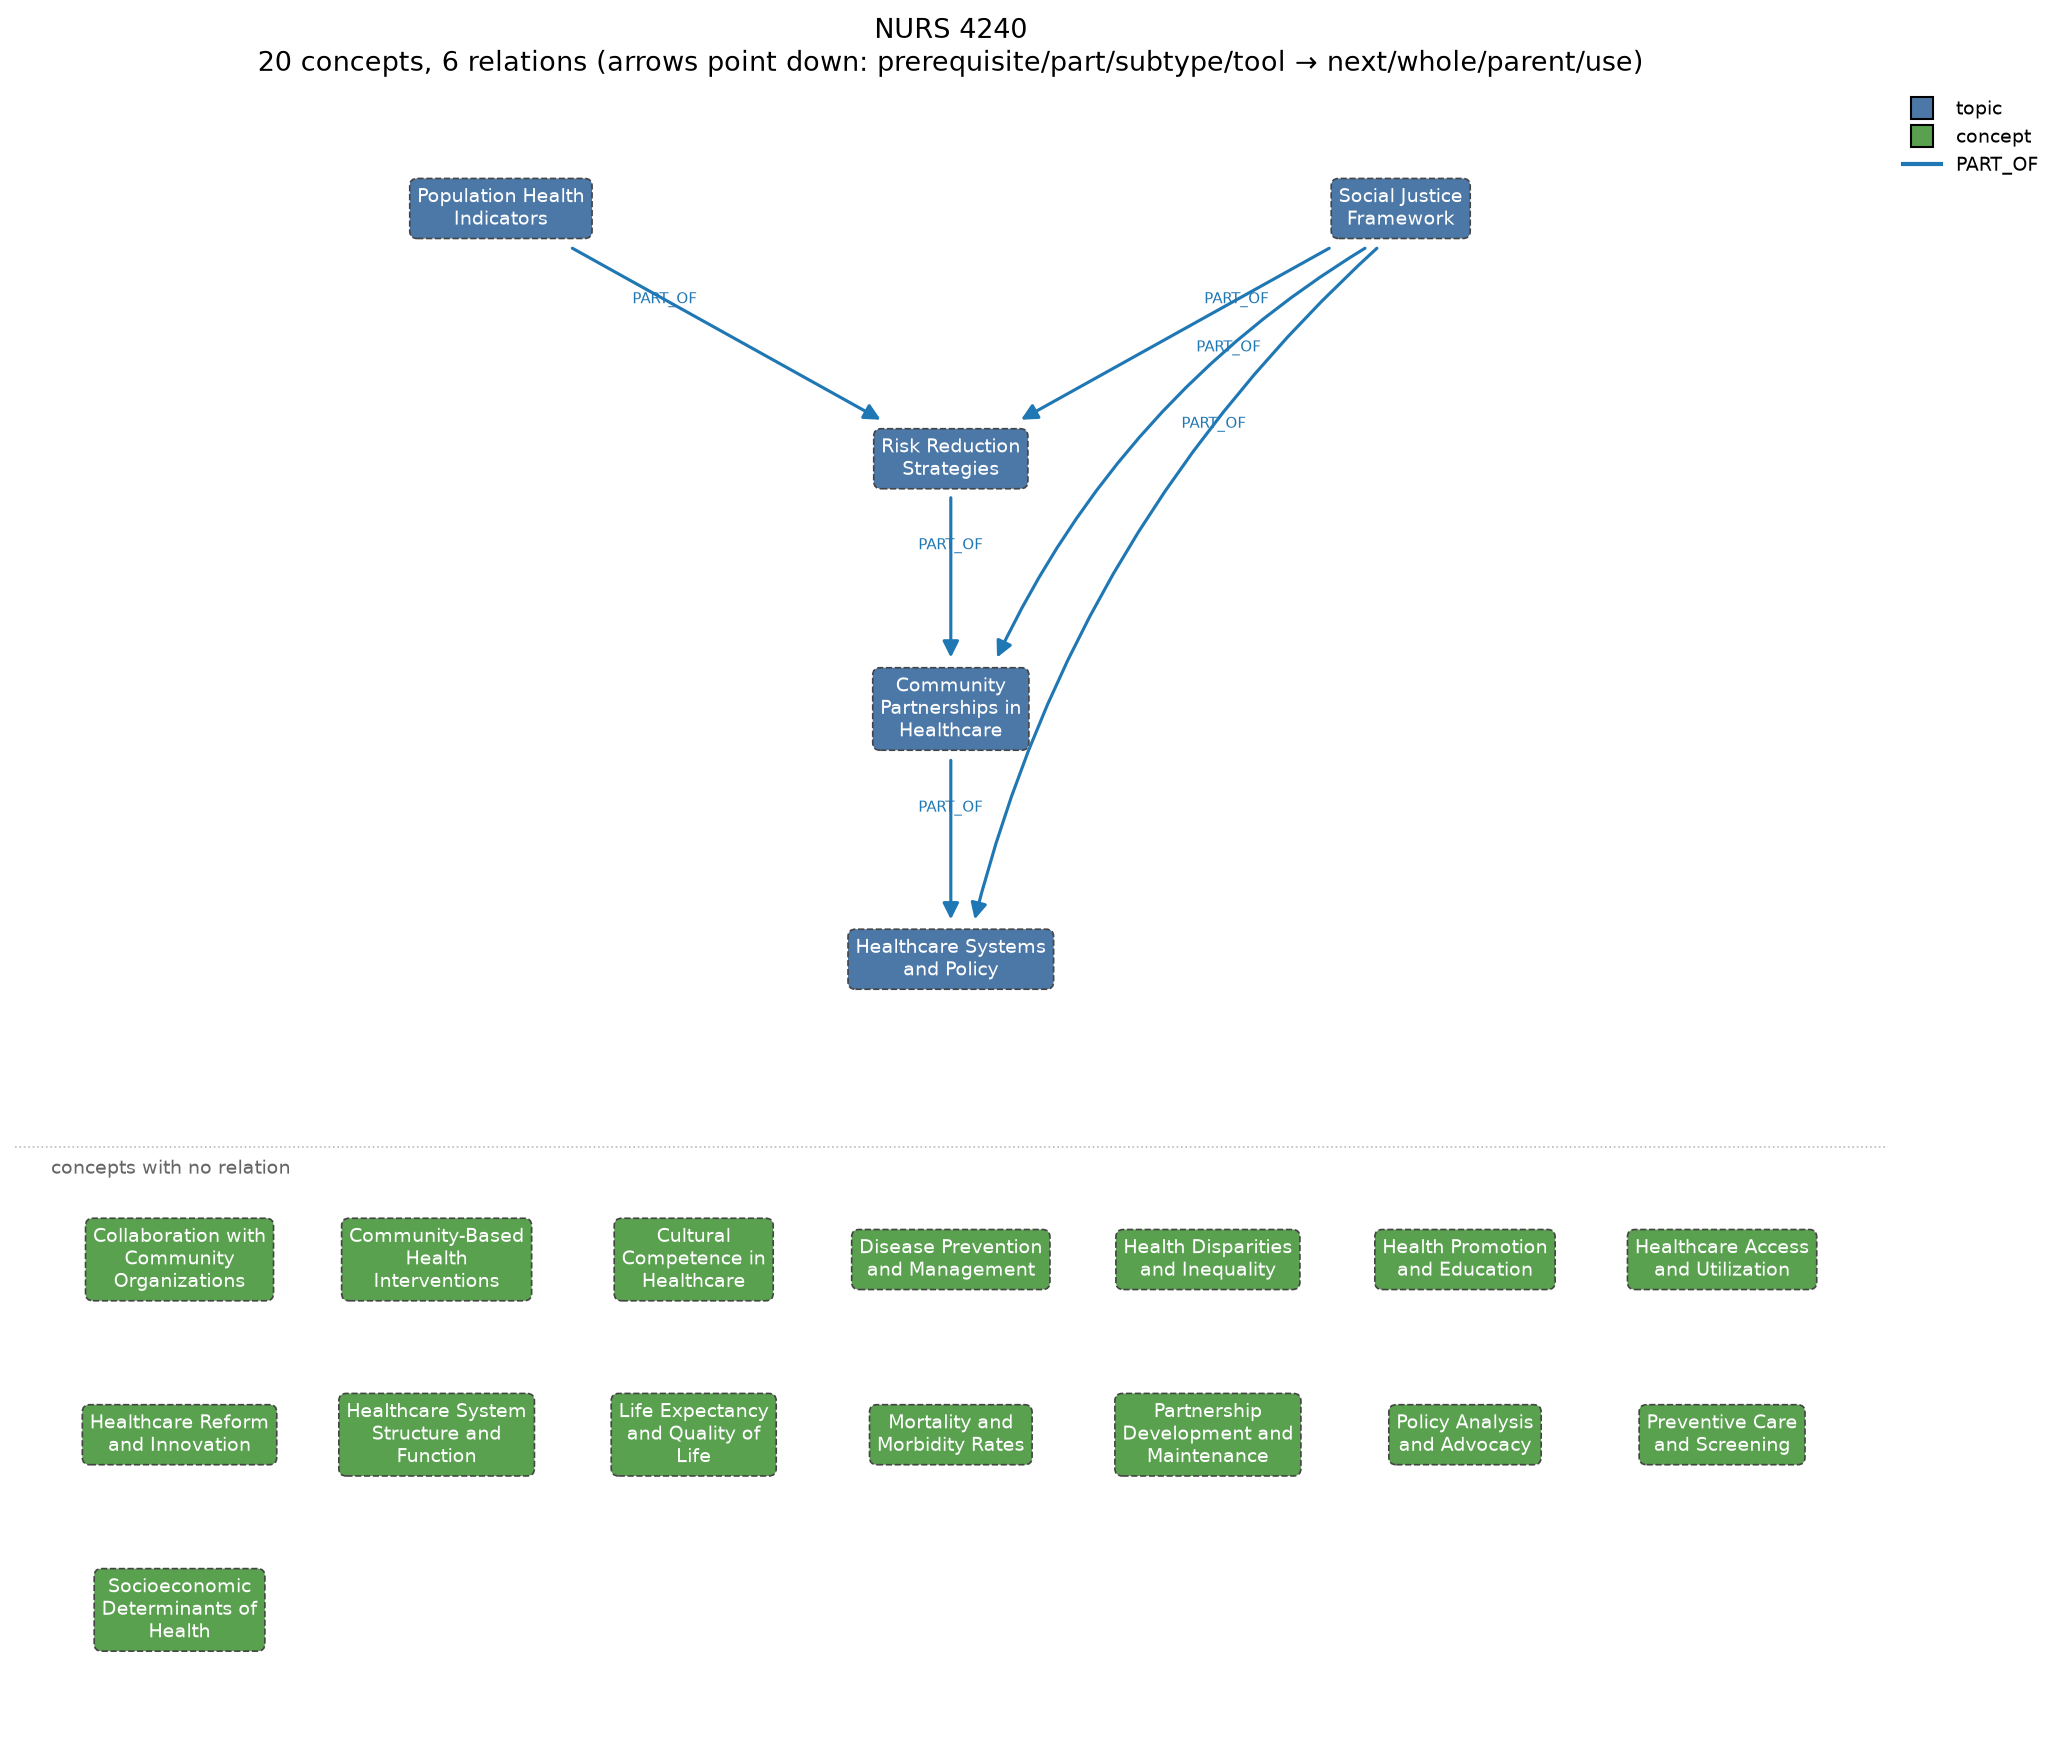 NURS 4240
20 concepts, 6 relations (arrows point down: prerequisite/part/subtype/tool → next/whole/parent/use)
topic
concept
PART_OF
Population Health
Indicators
Social Justice
Framework
PART_OF
PART_OF
PART_OF
PART_OF
Risk Reduction
Strategies
PART_OF
Community
Partnerships in
Healthcare
PART_OF
Healthcare Systems
and Policy
concepts with no relation
Collaboration with
Community
Organizations
Community-Based
Health
Interventions
Cultural
Competence in
Healthcare
Disease Prevention
and Management
Health Disparities
and Inequality
Health Promotion
and Education
Healthcare Access
and Utilization
Healthcare Reform
and Innovation
Healthcare System
Structure and
Function
Life Expectancy
and Quality of
Life
Mortality and
Morbidity Rates
Partnership
Development and
Maintenance
Policy Analysis
and Advocacy
Preventive Care
and Screening
Socioeconomic
Determinants of
Health